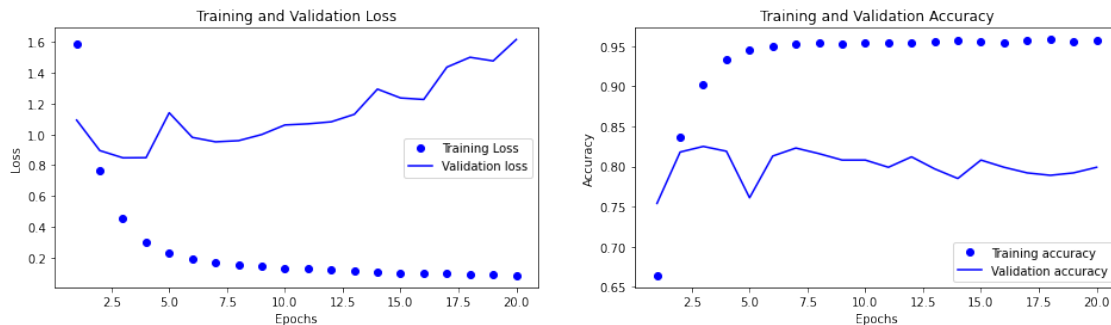 Training and Validation Loss
1.6
1.4
1.2
1.0
0.8
0.6
0.4
0.2
Loss
Training Loss
Validation loss
2.5 5.0 7.5 10.0 12.5 15.0 17.5 20.0
Epochs
Training and Validation Accuracy
0.95
0.90
0.85
0.80
0.75
0.70
0.65
Accuracy
Training accuracy
Validation accuracy
2.5 5.0 7.5 10.0 12.5 15.0 17.5 20.0
Epochs